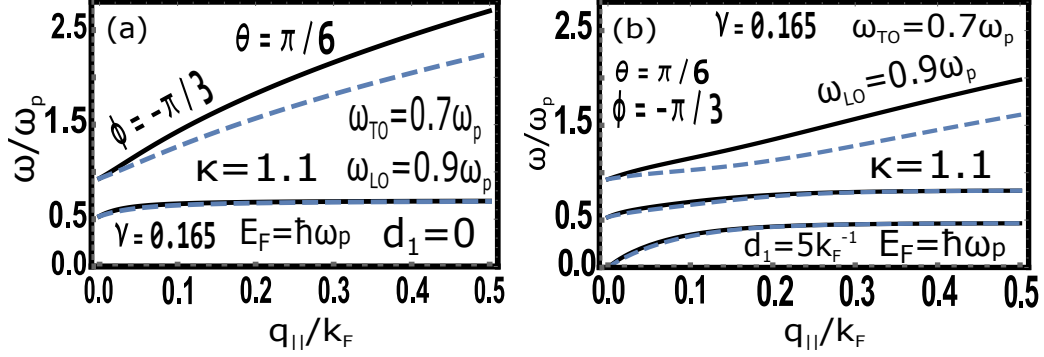 (a)
θ = π/6
ϕ = -π/3
ω_TO=0.7ω_p
κ=1.1
ω_LO=0.9ω_p
γ = 0.165
E_F=ħω_p
d_1=0
2.5
1.5
0.5
0.0
ω/ω_p
0.0 0.1 0.2 0.3 0.4 0.5
q_||/k_F
(b)
γ = 0.165
ω_TO=0.7ω_p
θ = π/6
ϕ = -π/3
ω_LO=0.9ω_p
κ=1.1
d_1=5k_F^-1
E_F=ħω_p
2.5
1.5
0.5
0.0
ω/ω_p
0.0 0.1 0.2 0.3 0.4 0.5
q_||/k_F